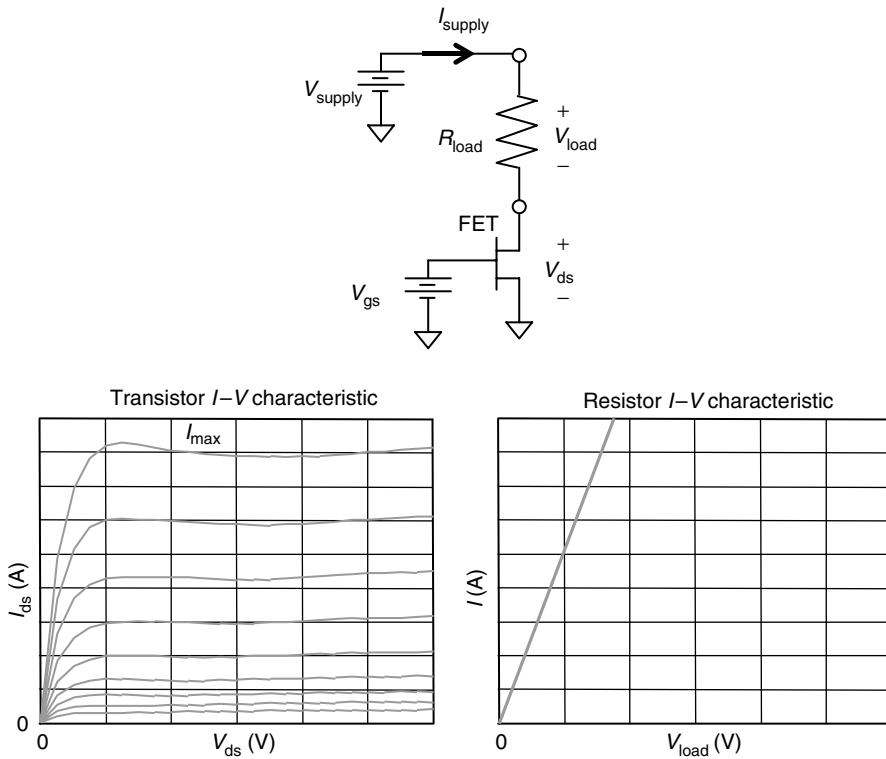 I_supply
V_supply
+
R_load
V_load
−
FET
+
V_ds
V_gs
−
Transistor I–V characteristic
I_max
I_ds (A)
0
0
V_ds (V)
Resistor I–V characteristic
I (A)
0
V_load (V)